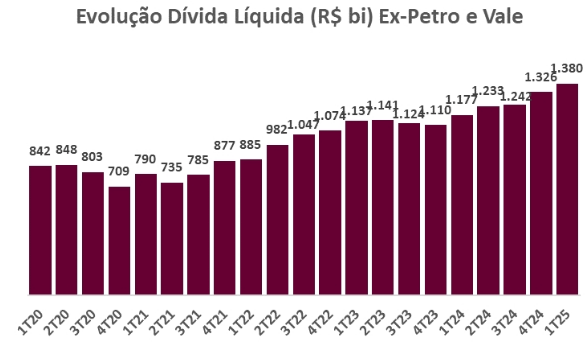 Evolução Dívida Líquida (R$ bi) Ex-Petro e Vale
842 848 803 709 790 735 785 877 885 982 1.047 1.074 1.137 1.141 1.124 1.110 1.177 1.233 1.242 1.326 1.380
1T20 2T20 3T20 4T20 1T21 2T21 3T21 4T21 1T22 2T22 3T22 4T22 1T23 2T23 3T23 4T23 1T24 2T24 3T24 4T24 1T25